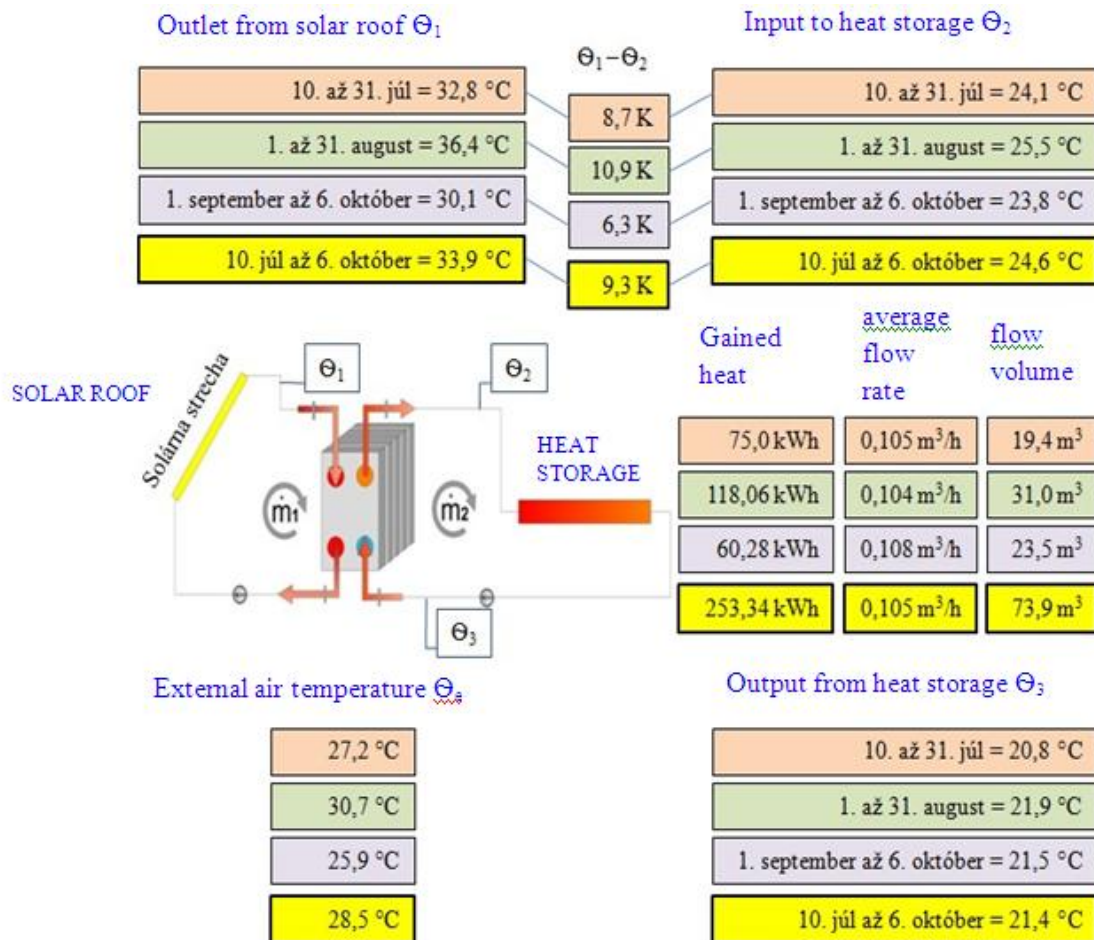 Outlet from solar roof Θ1
Input to heat storage Θ2
Θ1−Θ2
10. až 31. júl = 32,8 °C
8,7 K
10. až 31. júl = 24,1 °C
1. až 31. august = 36,4 °C
10,9 K
1. až 31. august = 25,5 °C
1. september až 6. október = 30,1 °C
6,3 K
1. september až 6. október = 23,8 °C
10. júl až 6. október = 33,9 °C
9,3 K
10. júl až 6. október = 24,6 °C
SOLAR ROOF
Solárna strecha
Θ1
Θ2
ṁ1
ṁ2
HEAT
STORAGE
Θ3
Gained
heat
average
flow
rate
flow
volume
75,0 kWh
0,105 m³/h
19,4 m³
118,06 kWh
0,104 m³/h
31,0 m³
60,28 kWh
0,108 m³/h
23,5 m³
253,34 kWh
0,105 m³/h
73,9 m³
External air temperature Θa
27,2 °C
30,7 °C
25,9 °C
28,5 °C
Output from heat storage Θ3
10. až 31. júl = 20,8 °C
1. až 31. august = 21,9 °C
1. september až 6. október = 21,5 °C
10. júl až 6. október = 21,4 °C